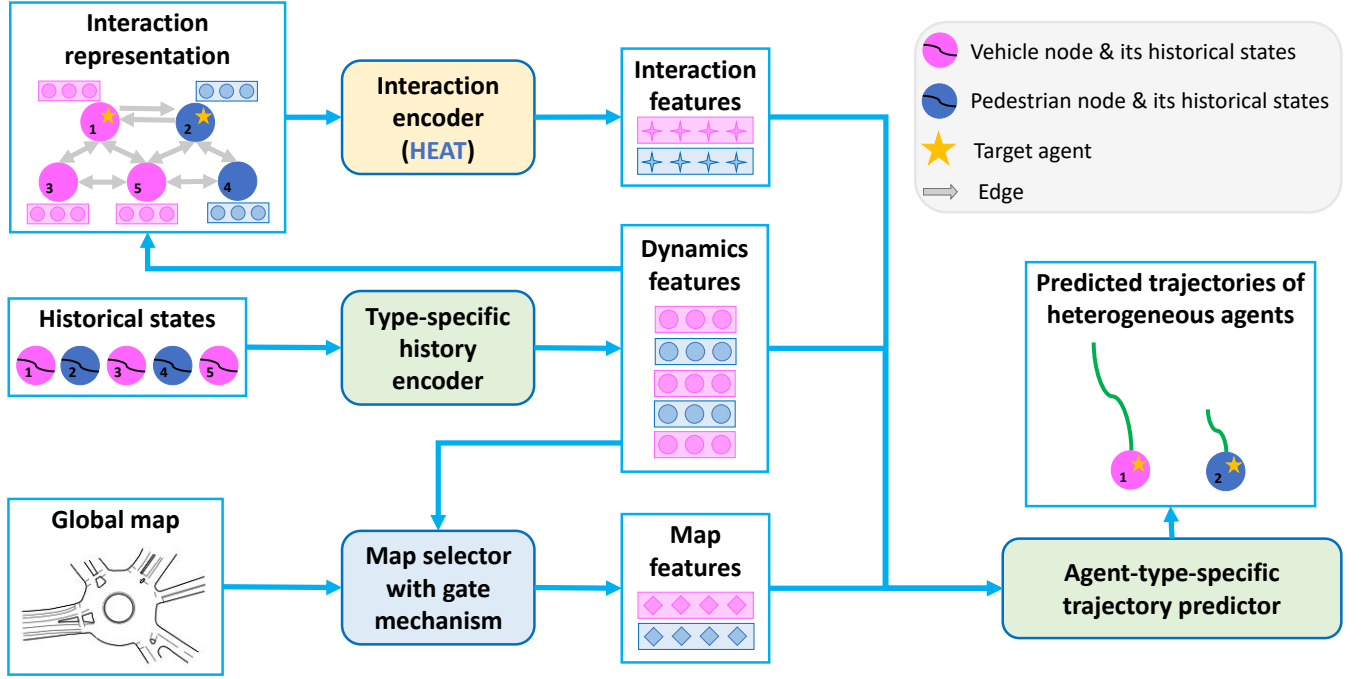 Interaction
representation
1
2
3
5
4
Interaction
encoder
(HEAT)
Interaction
features
Vehicle node & its historical states
Pedestrian node & its historical states
Target agent
Edge
Historical states
1
2
3
4
5
Type-specific
history
encoder
Dynamics
features
Predicted trajectories of
heterogeneous agents
1
2
Global map
Map selector
with gate
mechanism
Map
features
Agent-type-specific
trajectory predictor